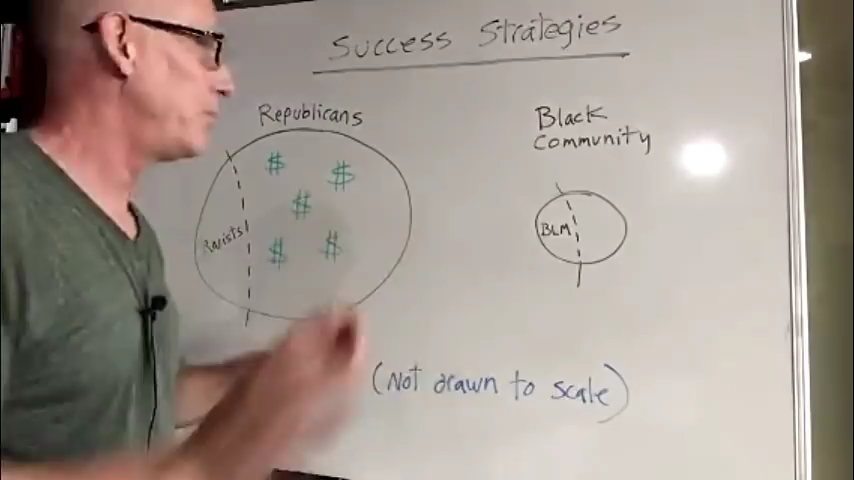 Success Strategies
Republicans
Black
Community
$ $
$
$ $
Racists
BLM
(Not drawn to scale)